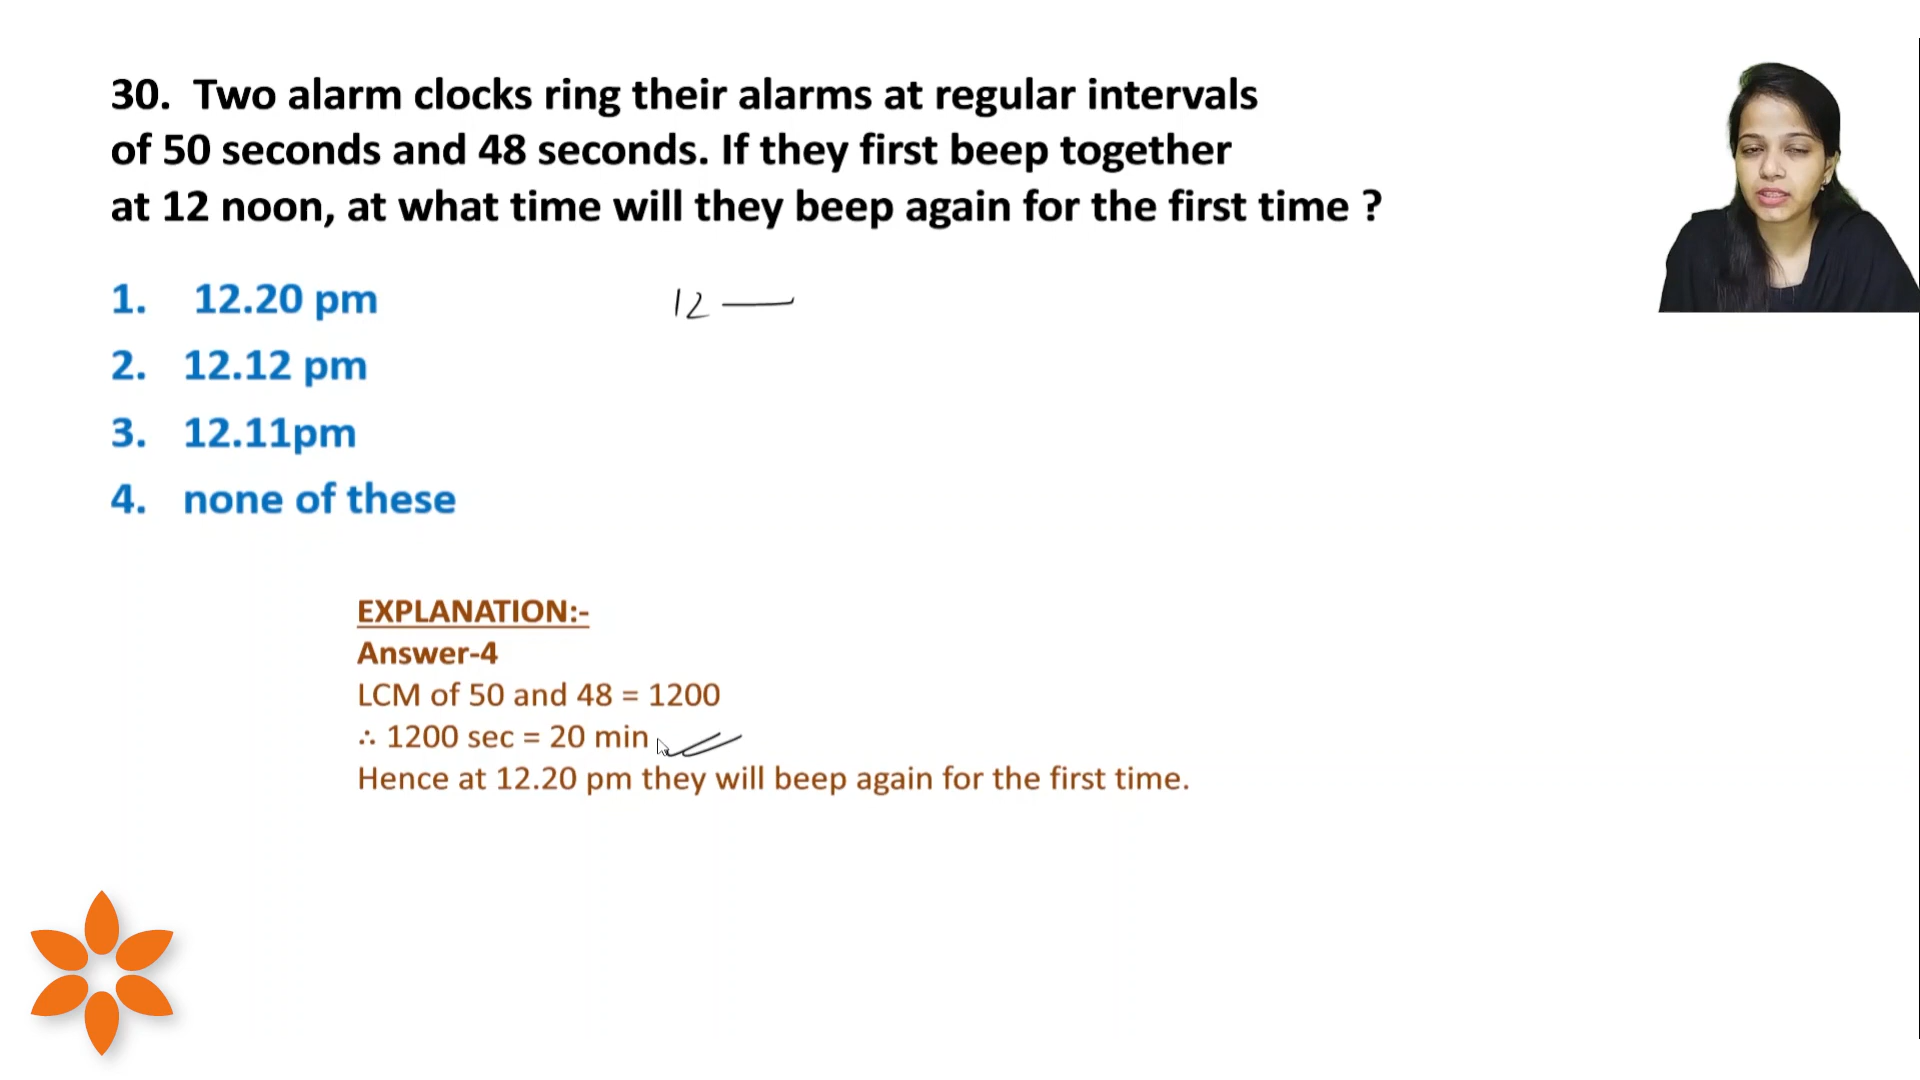 30. Two alarm clocks ring their alarms at regular intervals
of 50 seconds and 48 seconds. If they first beep together
at 12 noon, at what time will they beep again for the first time ?
1. 12.20 pm
12 —
2. 12.12 pm
3. 12.11pm
4. none of these
EXPLANATION:-
Answer-4
LCM of 50 and 48 = 1200
∴ 1200 sec = 20 min
Hence at 12.20 pm they will beep again for the first time.